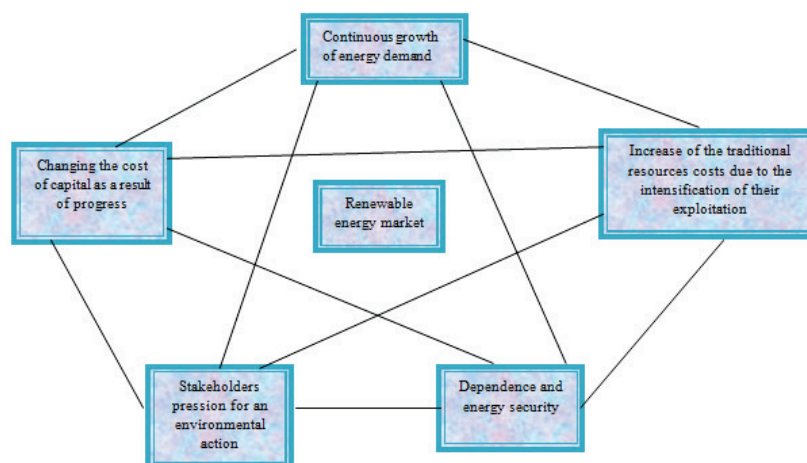 Continuous growth
of energy demand
Changing the cost
of capital as a result
of progress
Increase of the traditional
resources costs due to the
intensification of their
exploitation
Renewable
energy market
Stakeholders
pression for an
environmental
action
Dependence and
energy security